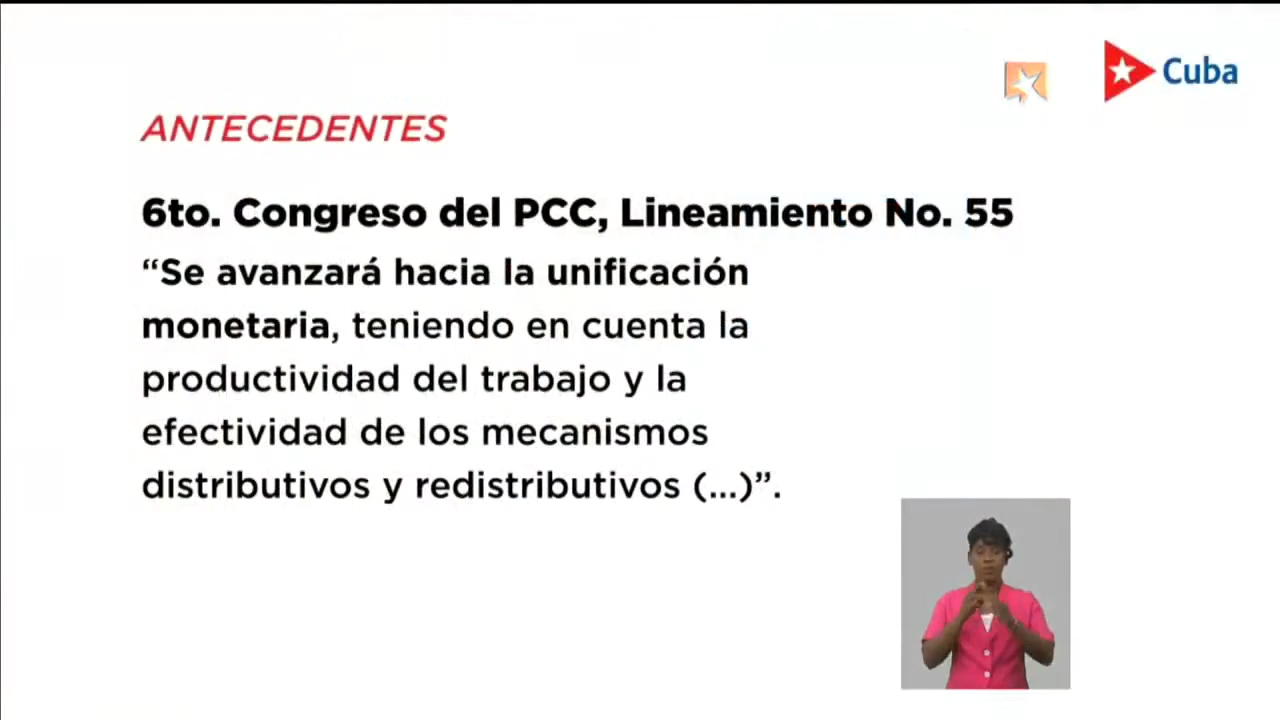 Cuba
ANTECEDENTES
6to. Congreso del PCC, Lineamiento No. 55
“Se avanzará hacia la unificación
monetaria, teniendo en cuenta la
productividad del trabajo y la
efectividad de los mecanismos
distributivos y redistributivos (...)”.